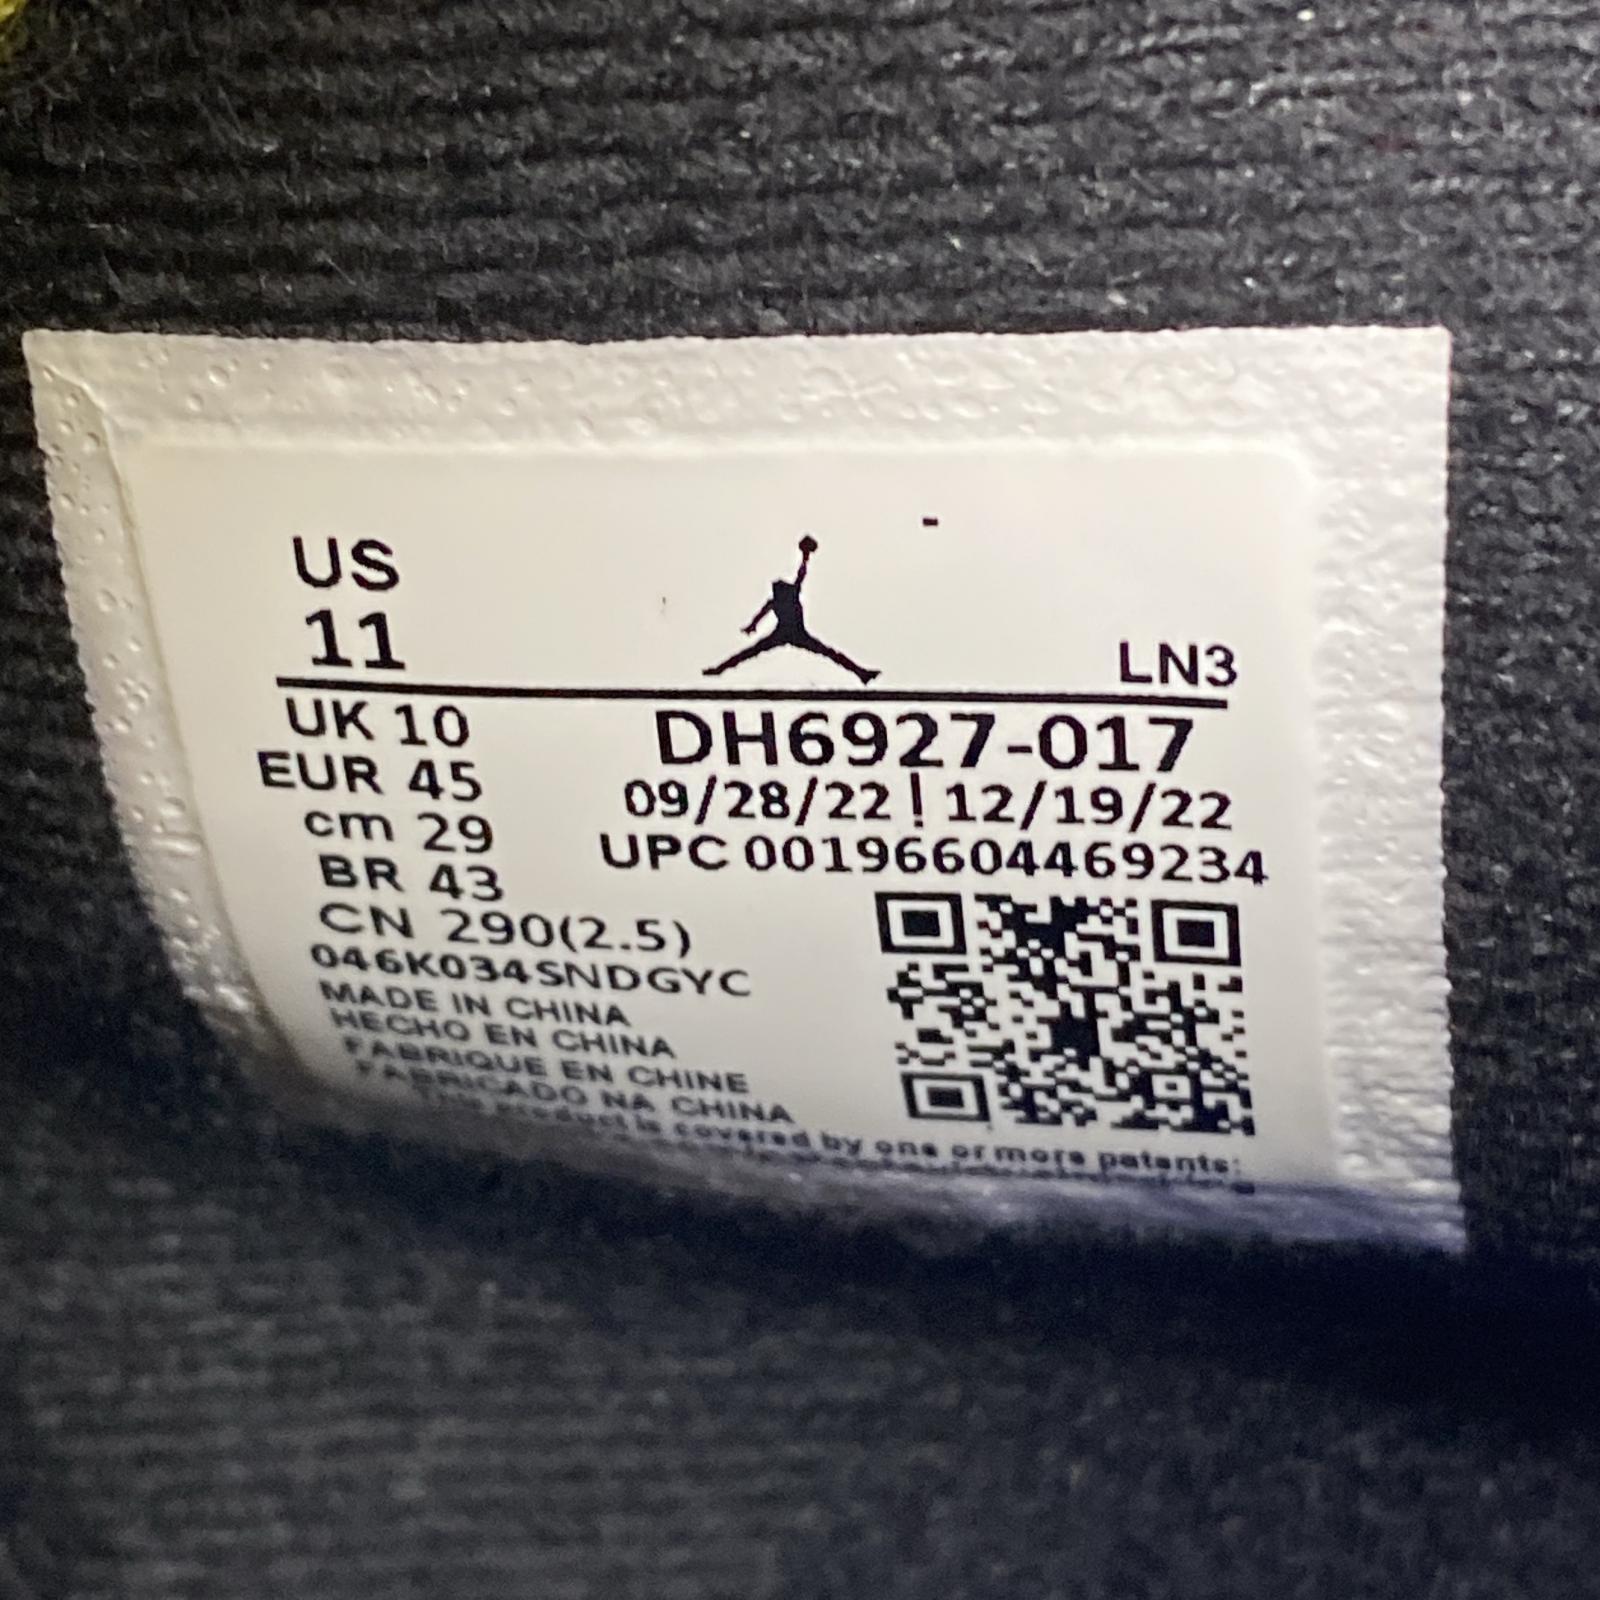 US
11
LN3
UK 10
EUR 45
cm 29
BR 43
CN 290(2.5)
DH6927-017
09/28/22 ! 12/19/22
UPC 00196604469234
046K034SNDGYC
MADE IN CHINA
HECHO EN CHINA
FABRIQUE EN CHINE
FABRICADO NA CHINA
This product is covered by one or more patents: